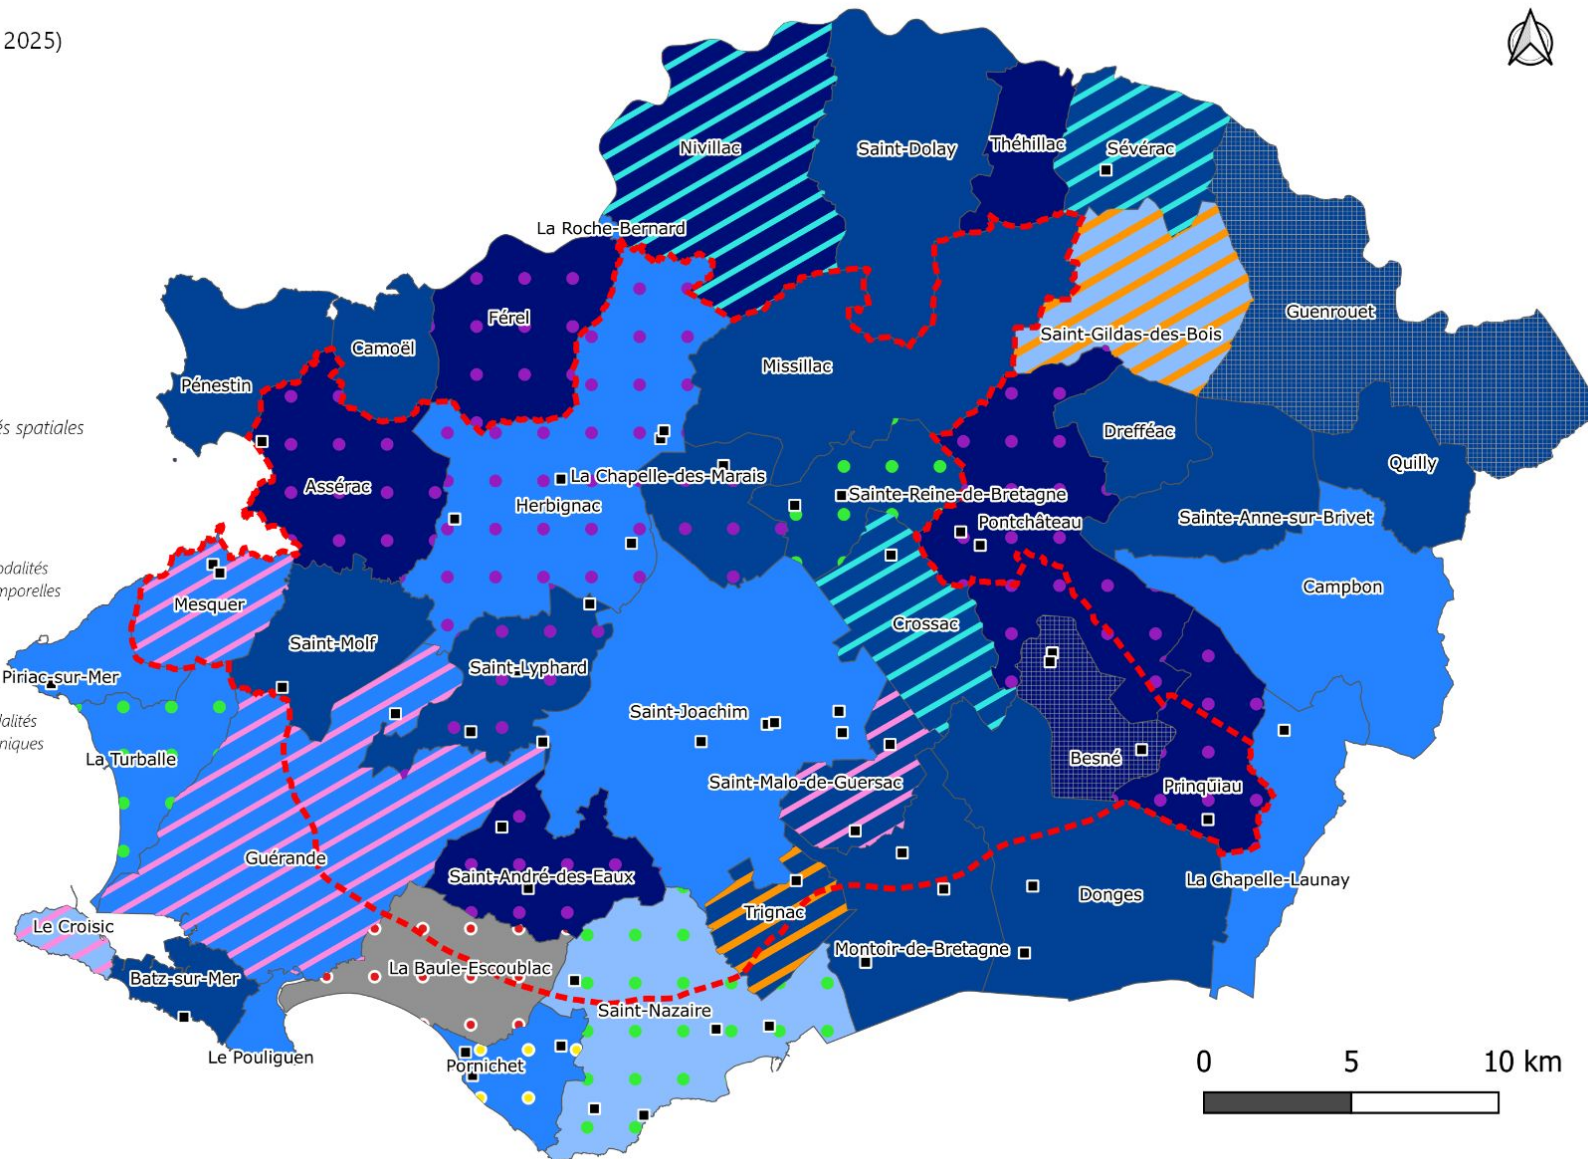 2025)
Nivillac
Saint-Dolay
Théhillac
Sévérac
La Roche-Bernard
Férel
Camoël
Pénestin
Guenrouet
Saint-Gildas-des-Bois
Missillac
és spatiales
Drefféac
Quilly
Assérac
La Chapelle-des-Marais
Herbignac
Sainte-Reine-de-Bretagne
Pontchâteau
Sainte-Anne-sur-Brivet
odalités
mporelles
Mesquer
Campbon
Crossac
Saint-Molf
Saint-Lyphard
Piriac-sur-Mer
Saint-Joachim
dalités
niques
La Turballe
Besné
Saint-Malo-de-Guersac
Prinqüiau
Guérande
Saint-André-des-Eaux
La Chapelle-Launay
Donges
Trignac
Le Croisic
Montoir-de-Bretagne
La Baule-Escoublac
Batz-sur-Mer
Saint-Nazaire
Le Pouliguen
Pornichet
0 5 10 km